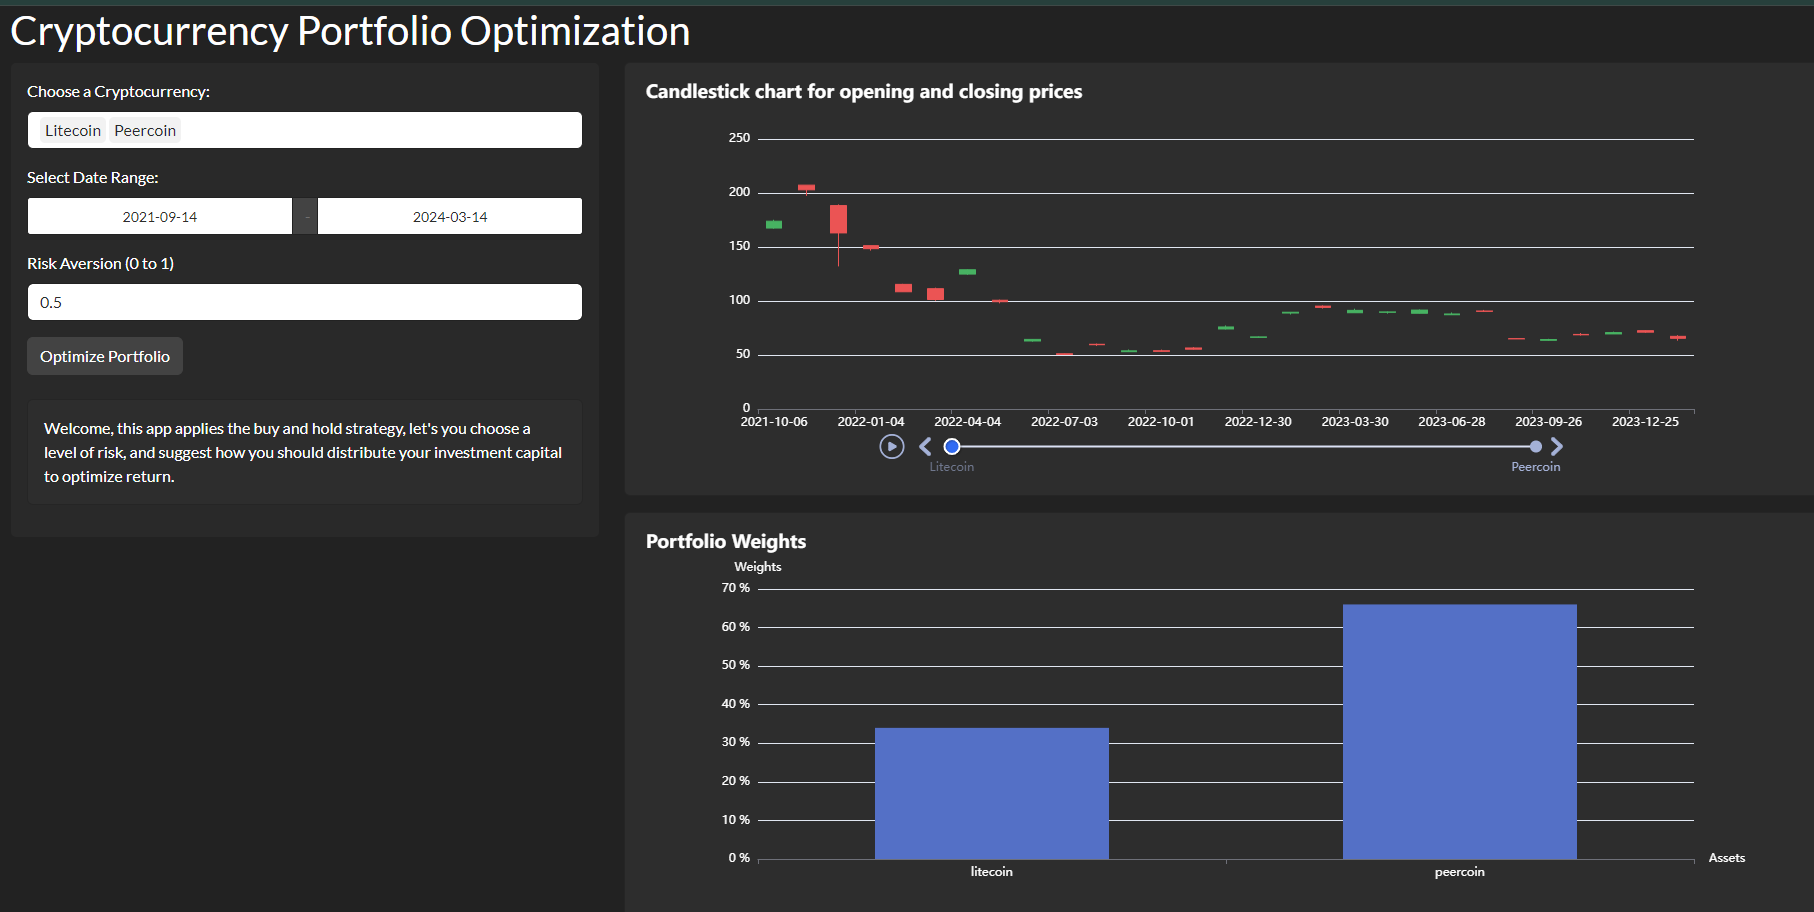 Cryptocurrency Portfolio Optimization
Choose a Cryptocurrency:
Litecoin Peercoin
Select Date Range:
2021-09-14 - 2024-03-14
Risk Aversion (0 to 1)
0.5
Optimize Portfolio
Welcome, this app applies the buy and hold strategy, let's you choose a
level of risk, and suggest how you should distribute your investment capital
to optimize return.
Candlestick chart for opening and closing prices
250
200
150
100
50
0
2021-10-06 2022-01-04 2022-04-04 2022-07-03 2022-10-01 2022-12-30 2023-03-30 2023-06-28 2023-09-26 2023-12-25
Litecoin Peercoin
Portfolio Weights
Weights
70 %
60 %
50 %
40 %
30 %
20 %
10 %
0 %
Assets
litecoin peercoin